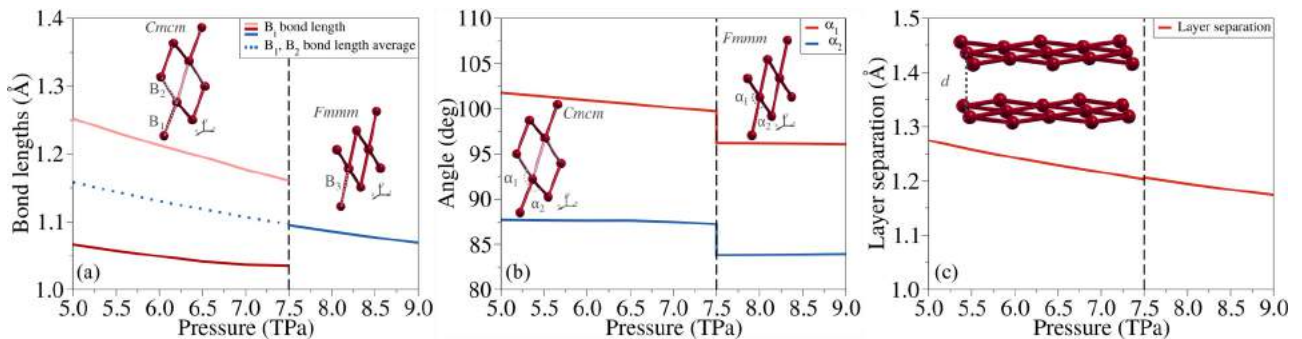 1.4
1.3
1.2
1.1
1.0
Bond lengths (Å)
Cmcm
B₂
B₁
B₁ bond length
B₁, B₂ bond length average
Fmmm
B₃
(a)
5.0 5.5 6.0 6.5 7.0 7.5 8.0 8.5 9.0
Pressure (TPa)
110
105
100
95
90
85
80
Angle (deg)
α₁
α₂
Fmmm
α₁
α₂
Cmcm
α₁
α₂
(b)
5.0 5.5 6.0 6.5 7.0 7.5 8.0 8.5 9.0
Pressure (TPa)
1.5
1.4
1.3
1.2
1.1
1.0
Layer separation (Å)
Layer separation
d
(c)
5.0 5.5 6.0 6.5 7.0 7.5 8.0 8.5 9.0
Pressure (TPa)